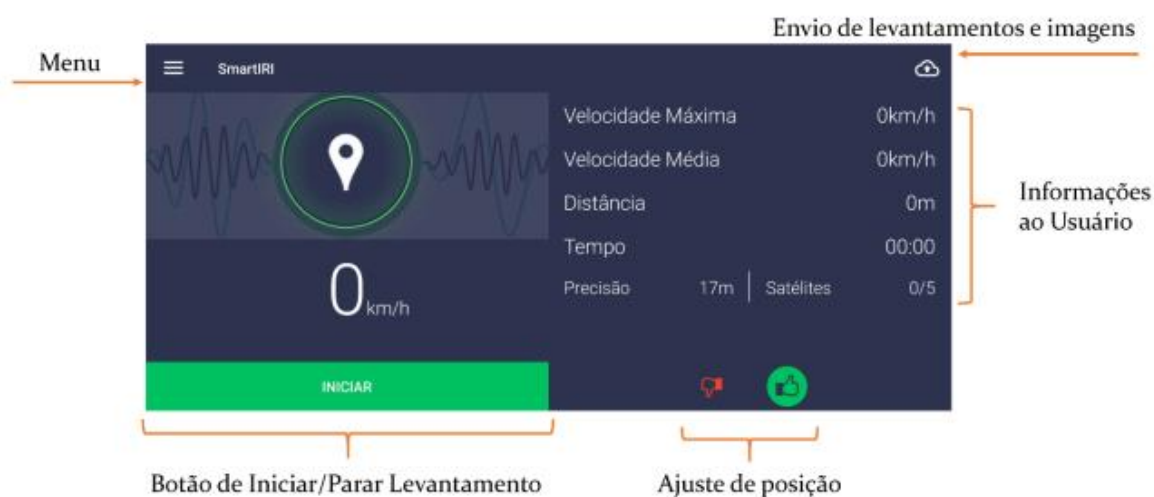 Envio de levantamentos e imagens
Menu
SmartIRI
Velocidade Máxima 0km/h
Velocidade Média 0km/h
Distância 0m
Tempo 00:00
Precisão 17m Satélites 0/5
Informações
ao Usuário
0km/h
INICIAR
Botão de Iniciar/Parar Levantamento
Ajuste de posição